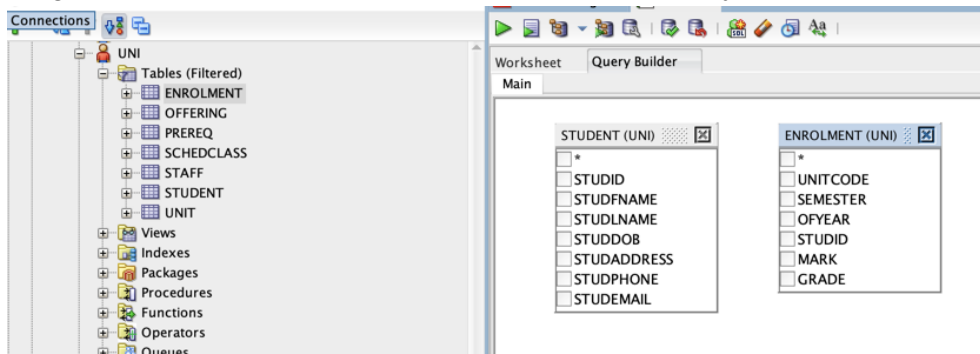 Connections
UNI
Tables (Filtered)
ENROLMENT
OFFERING
PREREQ
SCHEDCLASS
STAFF
STUDENT
UNIT
Views
Indexes
Packages
Procedures
Functions
Operators
Queues
SQL
Aa
Worksheet
Query Builder
Main
STUDENT (UNI)
*
STUDID
STUDFNAME
STUDLNAME
STUDDOB
STUDADDRESS
STUDPHONE
STUDEMAIL
ENROLMENT (UNI)
*
UNITCODE
SEMESTER
OFYEAR
STUDID
MARK
GRADE